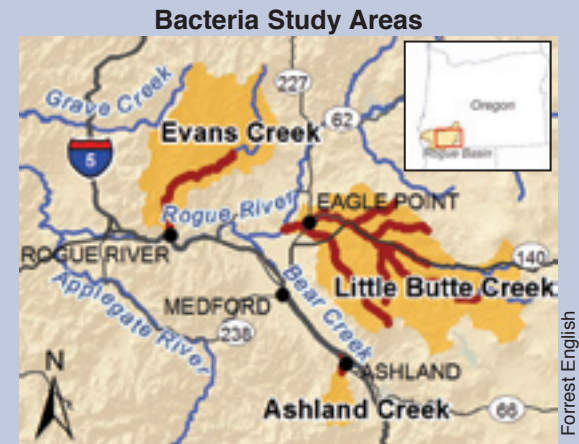 Bacteria Study Areas
Grave Creek
227
62
Oregon
Rogue Basin
5
Evans Creek
Rogue River
EAGLE POINT
ROGUE RIVER
140
Little Butte Creek
Applegate River
MEDFORD
Bear Creek
238
N
ASHLAND
Ashland Creek
66
Forrest English